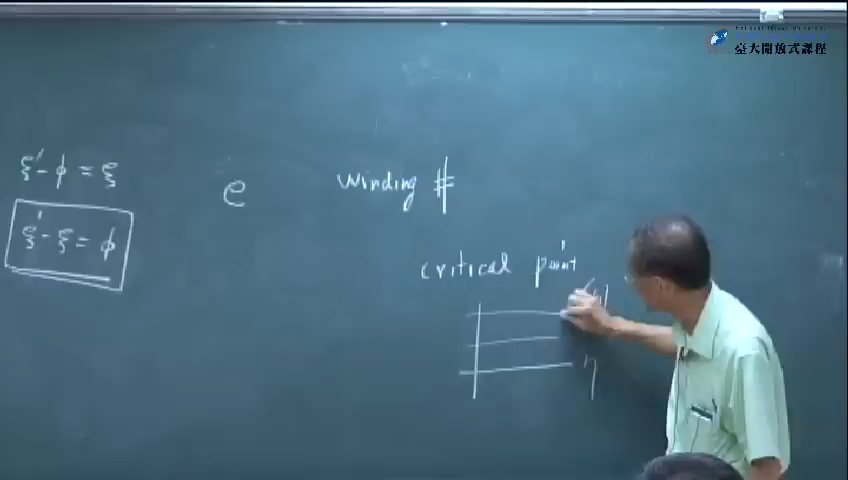 臺大開放式課程
ξ' - ϕ = ξ
e
winding #
ξ' - ξ = ϕ
critical point
η